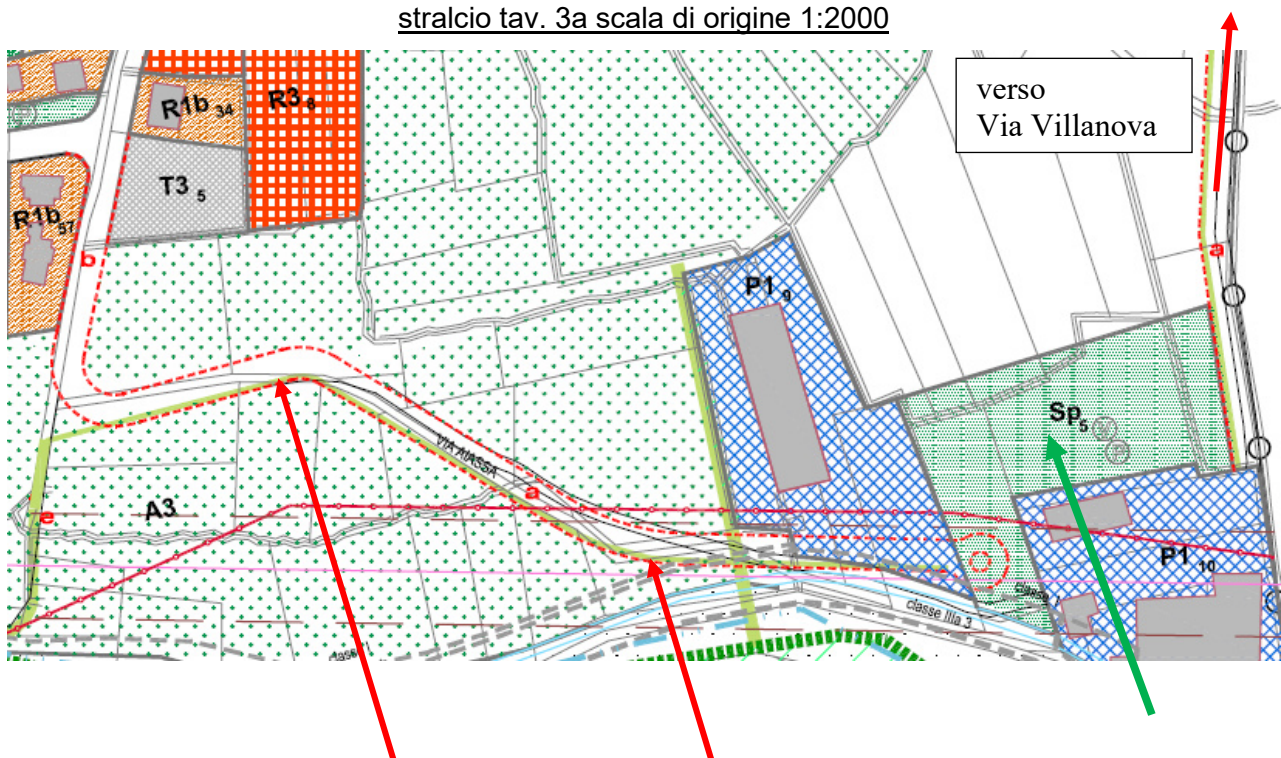 stralcio tav. 3a scala di origine 1:2000
verso
Via Villanova
R1b 34
R3 8
T3 5
R1b 57
b
a
P1 9
Sp 5
VIA AIASSA
a
A3
e
P1 10
classe IIIa 3